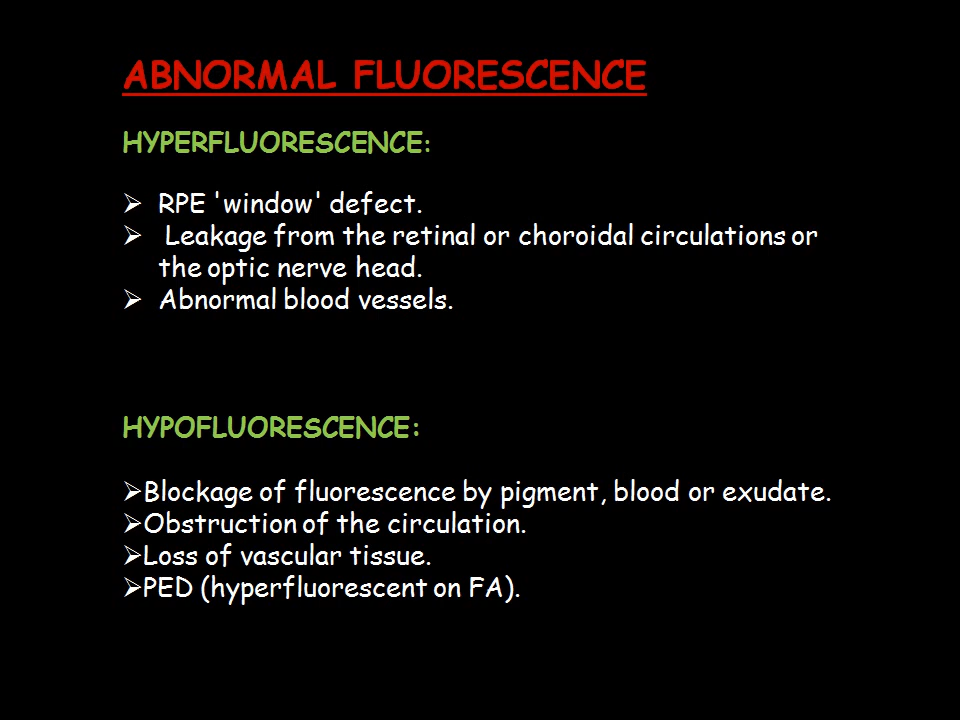 ABNORMAL FLUORESCENCE
HYPERFLUORESCENCE:
➢ RPE 'window' defect.
➢ Leakage from the retinal or choroidal circulations or
the optic nerve head.
➢ Abnormal blood vessels.
HYPOFLUORESCENCE:
➢Blockage of fluorescence by pigment, blood or exudate.
➢Obstruction of the circulation.
➢Loss of vascular tissue.
➢PED (hyperfluorescent on FA).